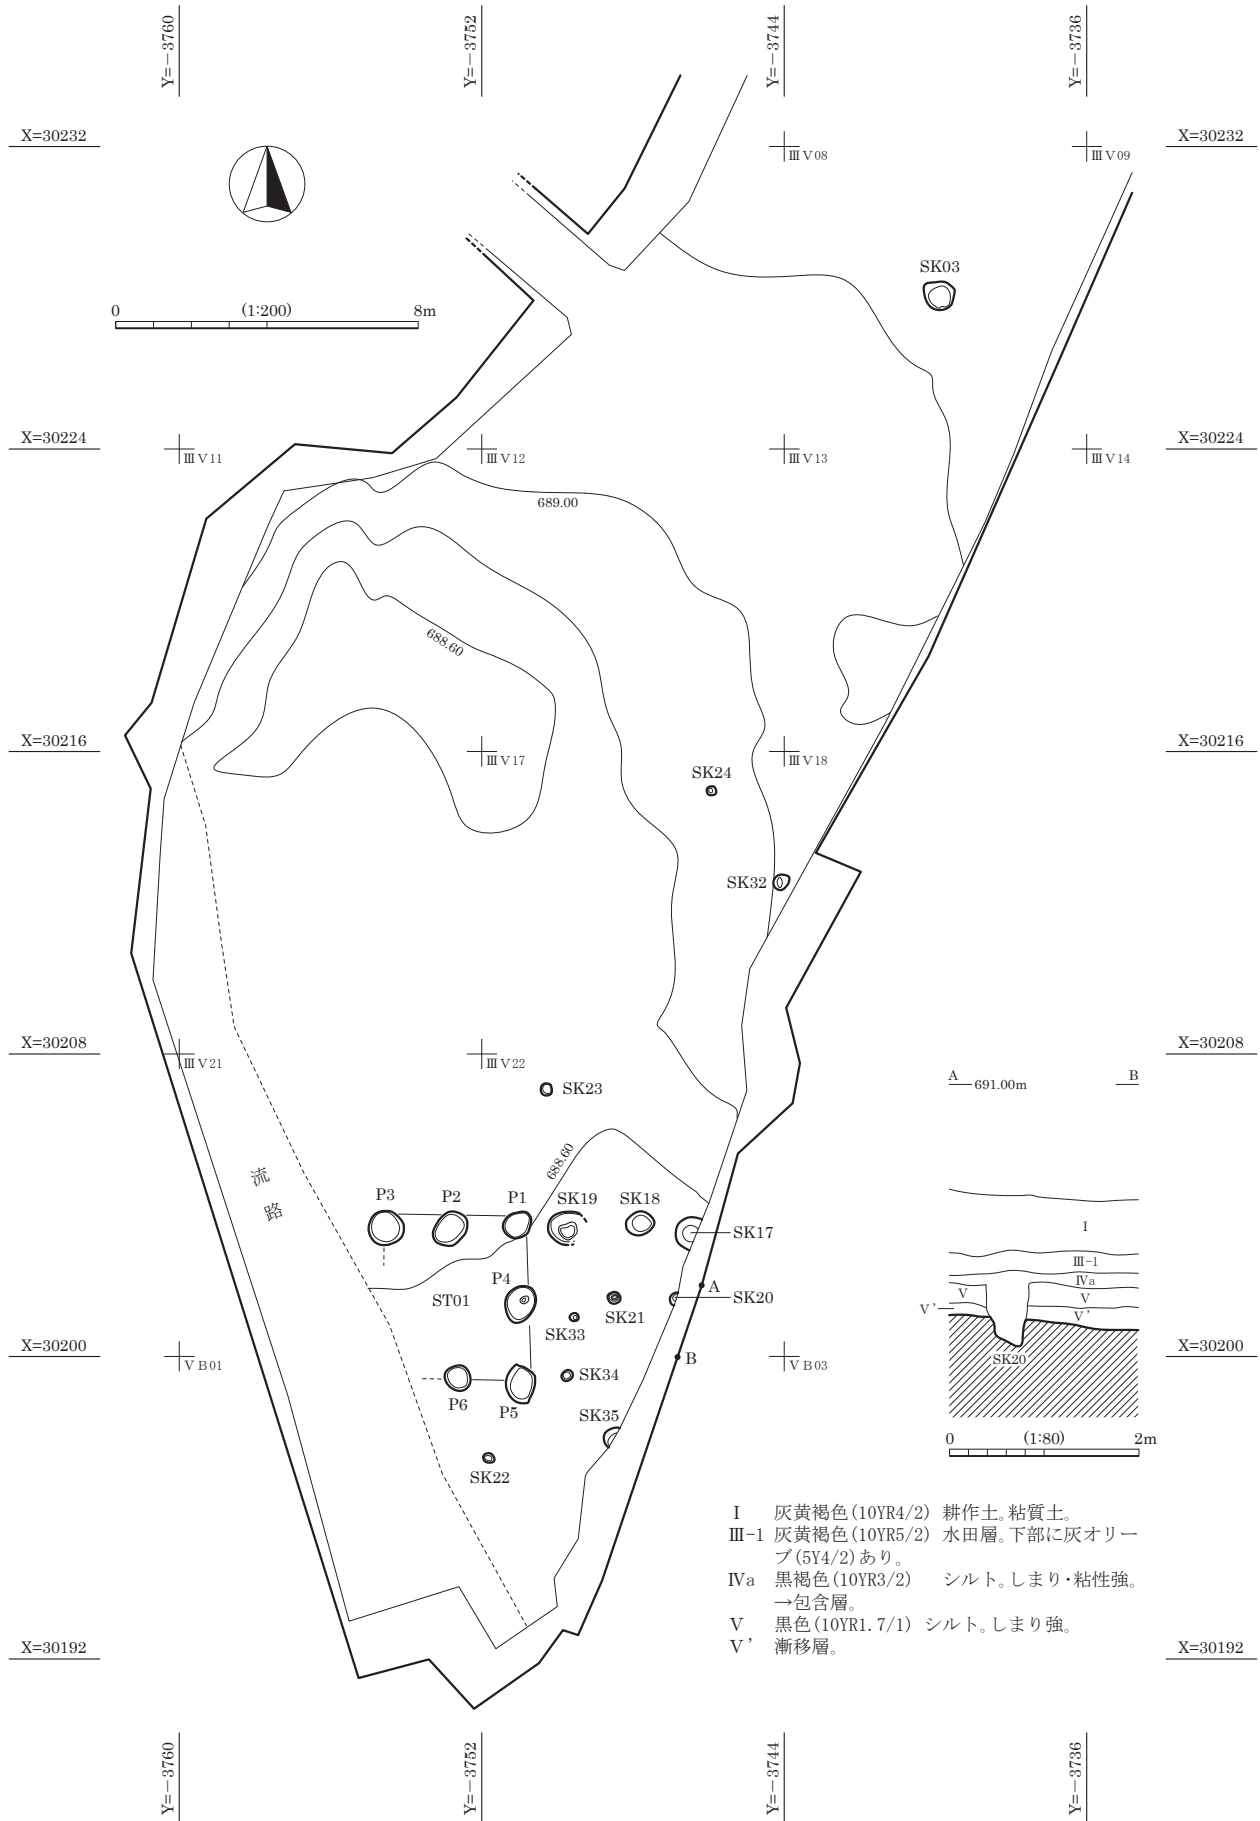 Y=−3760
Y=−3752
Y=−3744
Y=−3736
X=30232
X=30232
ⅢV08
ⅢV09
SK03
0 (1:200) 8m
X=30224
X=30224
ⅢV11
ⅢV12
ⅢV13
ⅢV14
689.00
688.60
X=30216
X=30216
ⅢV17
ⅢV18
SK24
SK32
X=30208
X=30208
ⅢV21
ⅢV22
SK23
A 691.00m B
688.60
流路
P3
P2
P1
SK19
SK18
SK17
Ⅰ
Ⅲ-1
Ⅳa
Ⅴ
Ⅴ
Ⅴ’
Ⅴ’
SK20
P4
ST01
SK33
SK21
A
SK20
X=30200
X=30200
ⅤB01
ⅤB03
B
P6
P5
SK34
SK35
SK22
0 (1:80) 2m
Ⅰ 灰黄褐色(10YR4/2) 耕作土。粘質土。
Ⅲ-1 灰黄褐色(10YR5/2) 水田層。下部に灰オリー
ブ(5Y4/2)あり。
Ⅳa 黒褐色(10YR3/2) シルト。しまり・粘性強。
→包含層。
Ⅴ 黒色(10YR1.7/1) シルト。しまり強。
Ⅴ’ 漸移層。
X=30192
X=30192
Y=−3760
Y=−3752
Y=−3744
Y=−3736